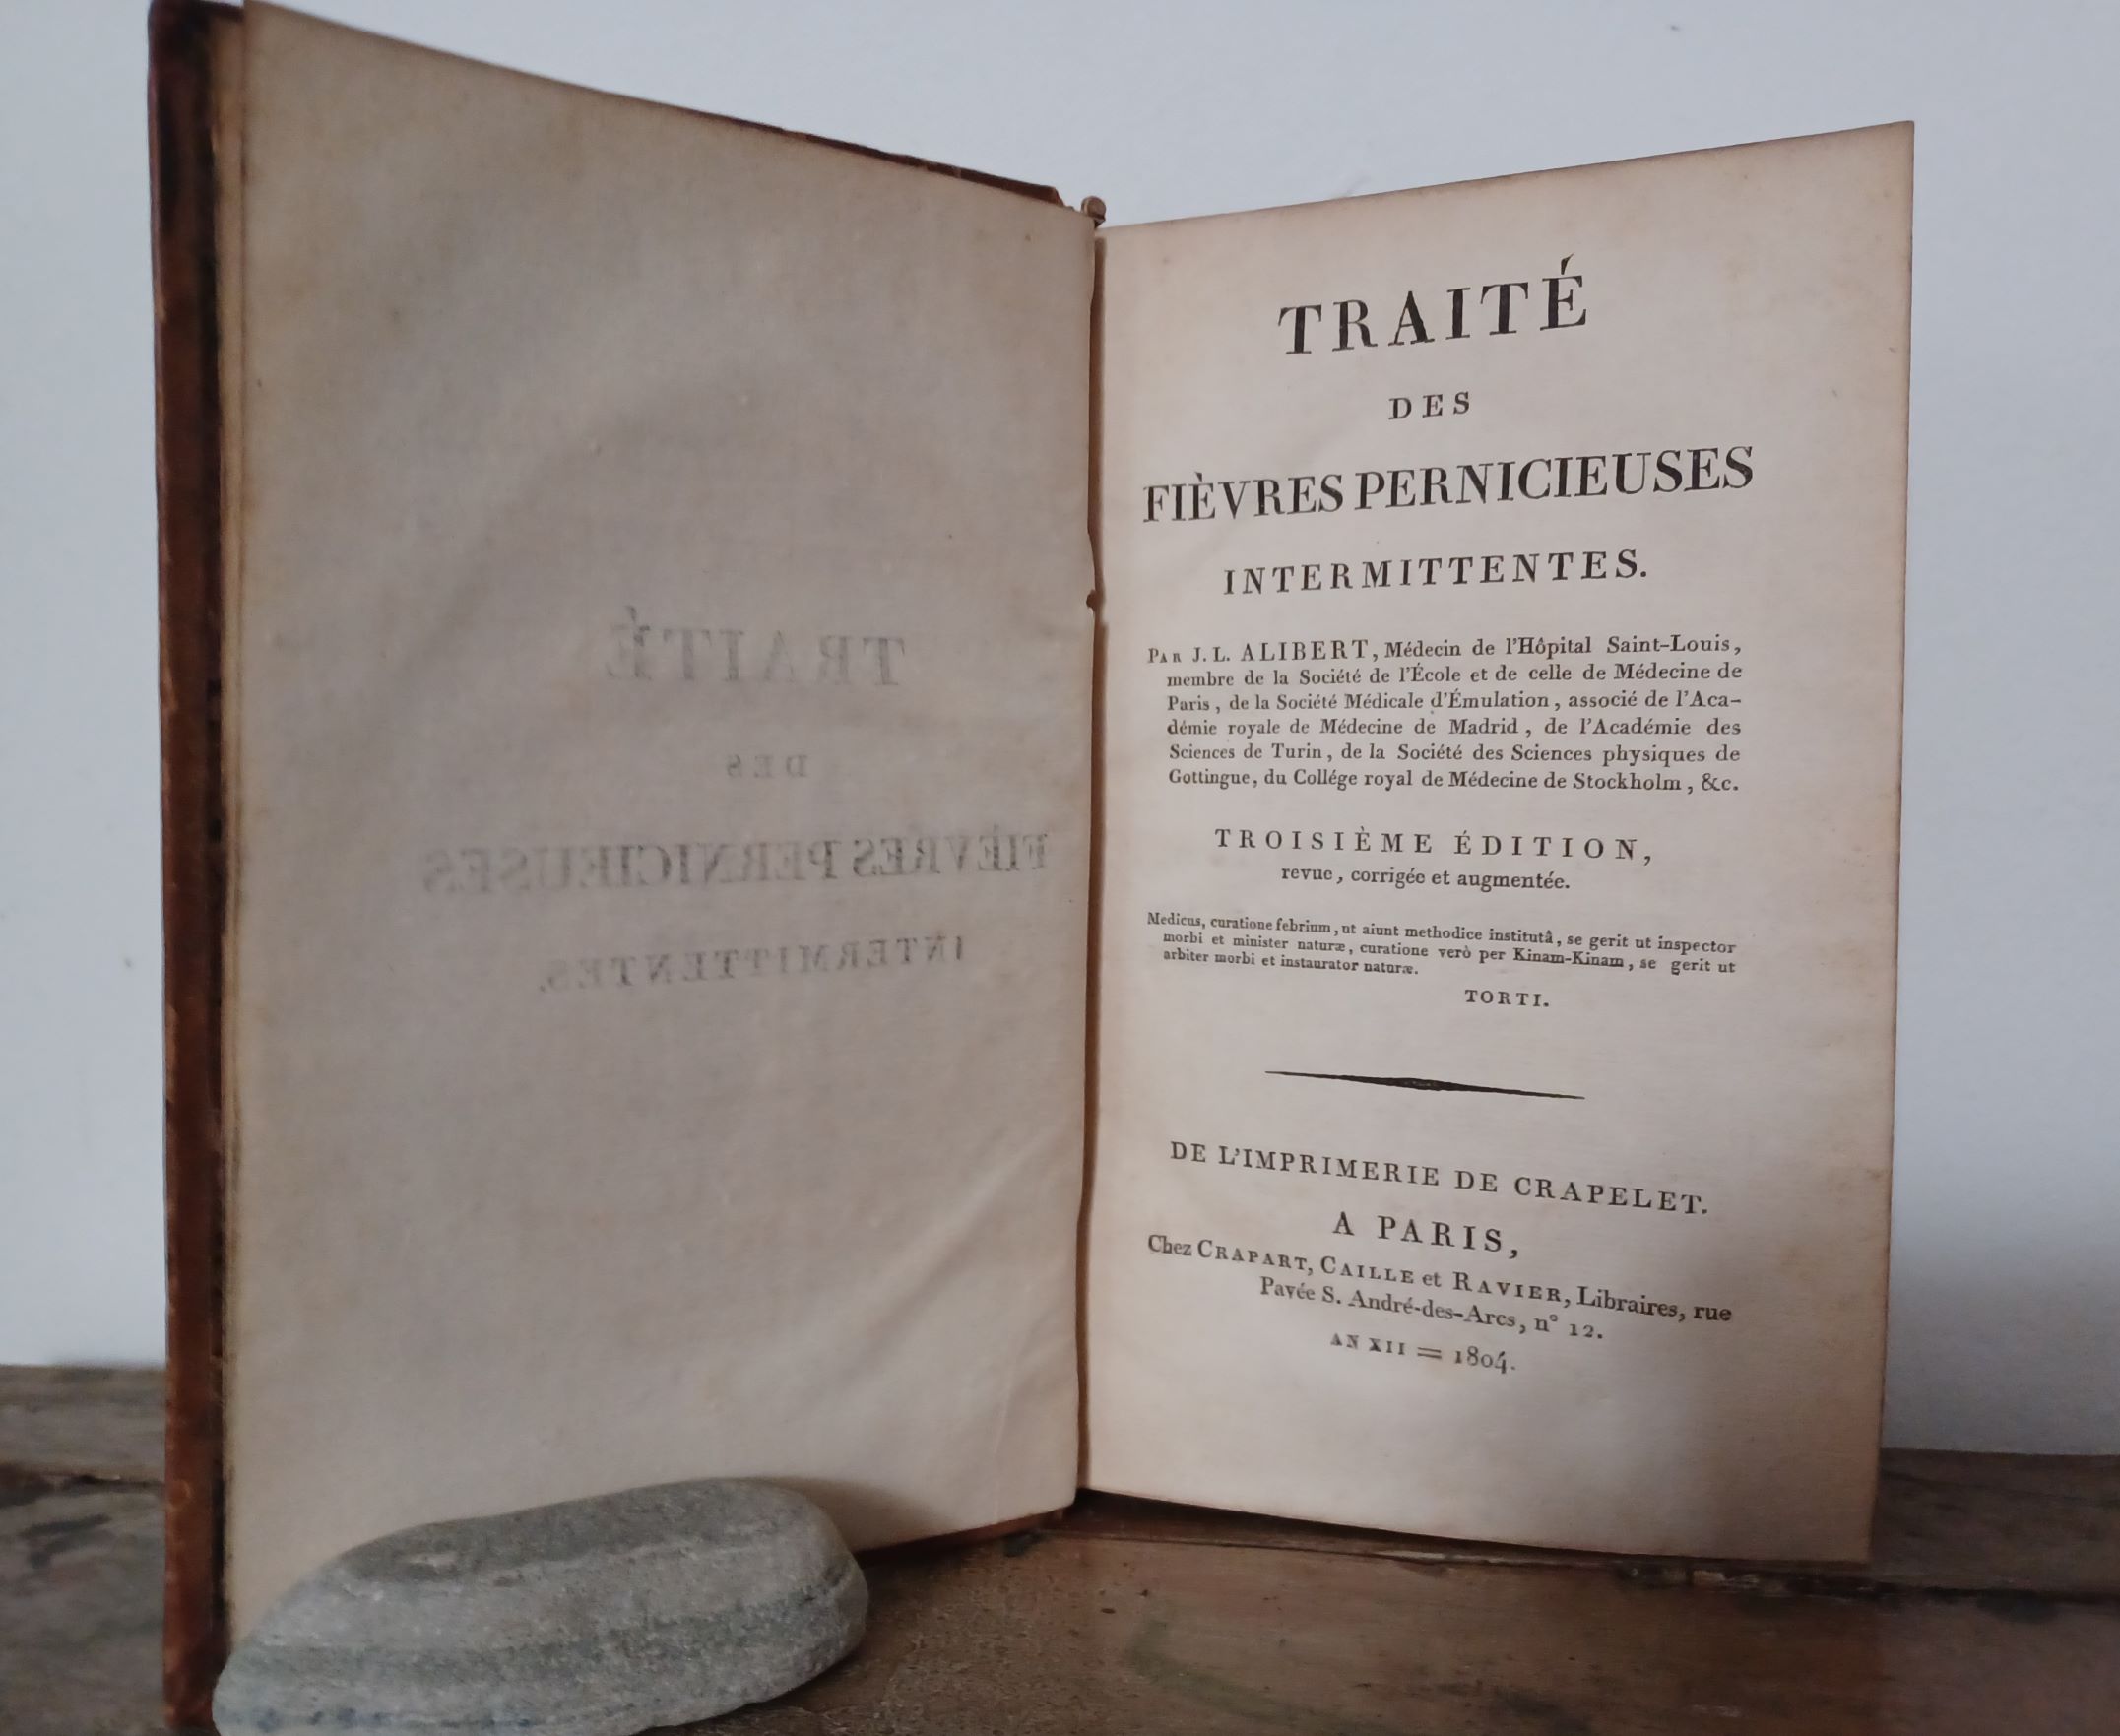 TRAITÉ
DES
FIÈVRES PERNICIEUSES
INTERMITTENTES.
TRAITÉ
DES
FIÈVRES PERNICIEUSES
INTERMITTENTES.
PAR J. L. ALIBERT, Médecin de l'Hôpital Saint-Louis,
membre de la Société de l'École et de celle de Médecine de
Paris, de la Société Médicale d'Émulation, associé de l'Aca-
démie royale de Médecine de Madrid, de l'Académie des
Sciences de Turin, de la Société des Sciences physiques de
Gottingue, du Collége royal de Médecine de Stockholm, &c.
TROISIÈME ÉDITION,
revue, corrigée et augmentée.
Medicus, curatione febrium, ut aiunt methodice institutâ, se gerit ut inspector
morbi et minister naturæ, curatione verò per Kinam-Kinam, se gerit ut
arbiter morbi et instaurator naturæ.
TORTI.
DE L'IMPRIMERIE DE CRAPELET.
A PARIS,
Chez CRAPART, CAILLE et RAVIER, Libraires, rue
Pavée S. André-des-Arcs, n° 12.
AN XII = 1804.